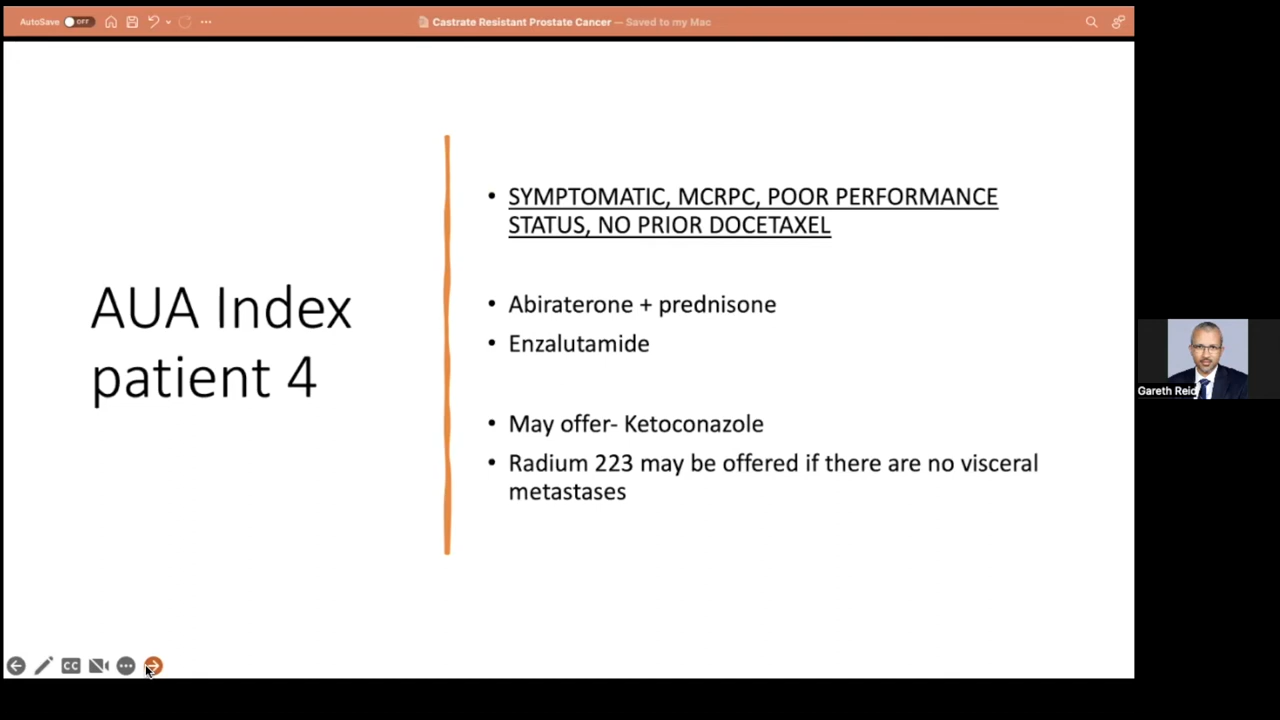 AutoSave OFF
Castrate Resistant Prostate Cancer — Saved to my Mac
AUA Index
patient 4
• SYMPTOMATIC, MCRPC, POOR PERFORMANCE
STATUS, NO PRIOR DOCETAXEL
• Abiraterone + prednisone
• Enzalutamide
• May offer- Ketoconazole
• Radium 223 may be offered if there are no visceral
metastases
Gareth Reid
CC